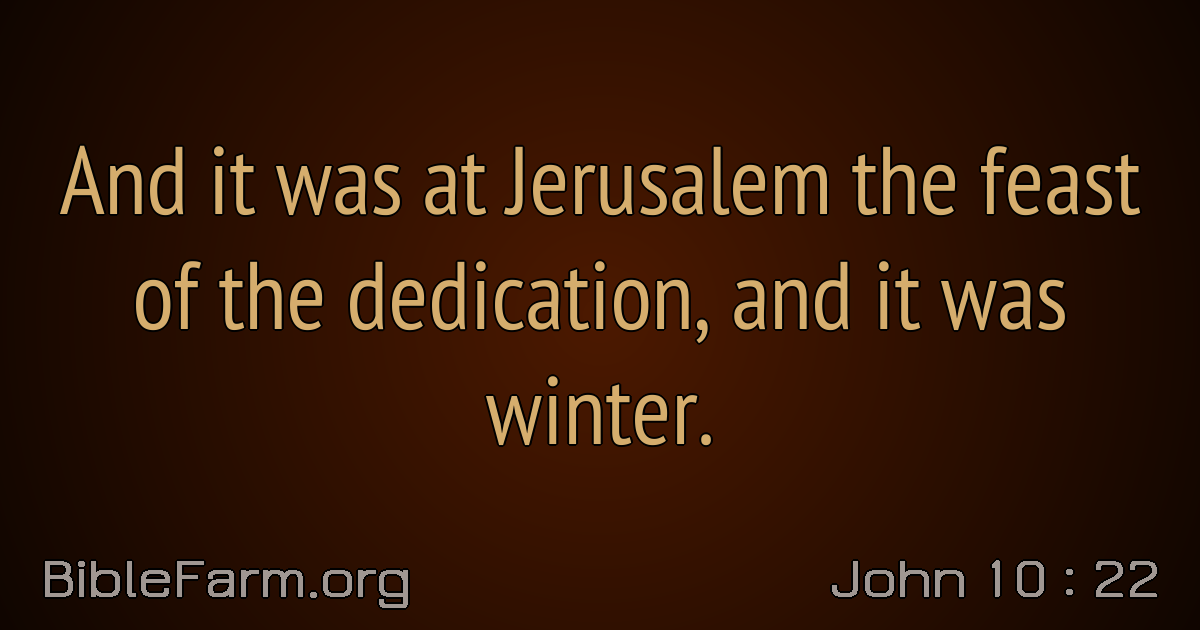 And it was at Jerusalem the feast
of the dedication, and it was
winter.
BibleFarm.org
John 10 : 22